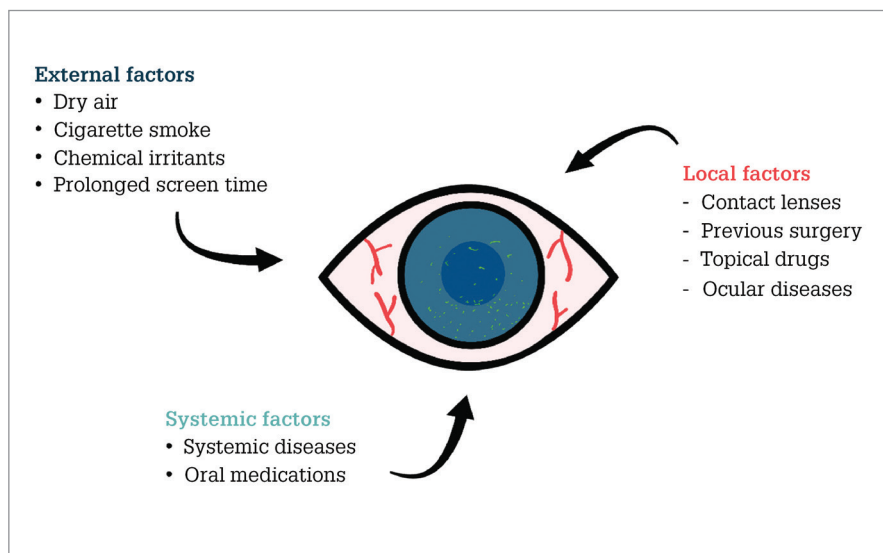 External factors
• Dry air
• Cigarette smoke
• Chemical irritants
• Prolonged screen time
Local factors
- Contact lenses
- Previous surgery
- Topical drugs
- Ocular diseases
Systemic factors
• Systemic diseases
• Oral medications